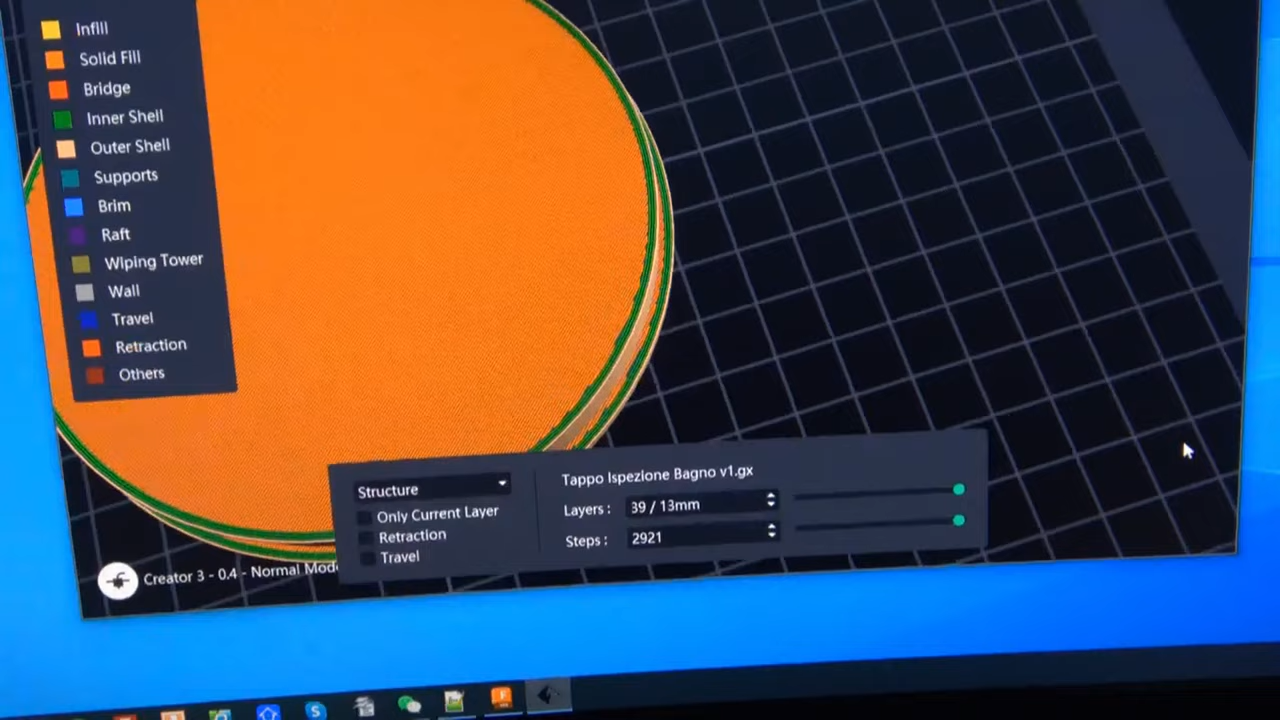 Infill
Solid Fill
Bridge
Inner Shell
Outer Shell
Supports
Brim
Raft
Wiping Tower
Wall
Travel
Retraction
Others
Structure
Only Current Layer
Retraction
Travel
Tappo Ispezione Bagno v1.gx
Layers : 39 / 13mm
Steps : 2921
Creator 3 - 0.4 - Normal Mode